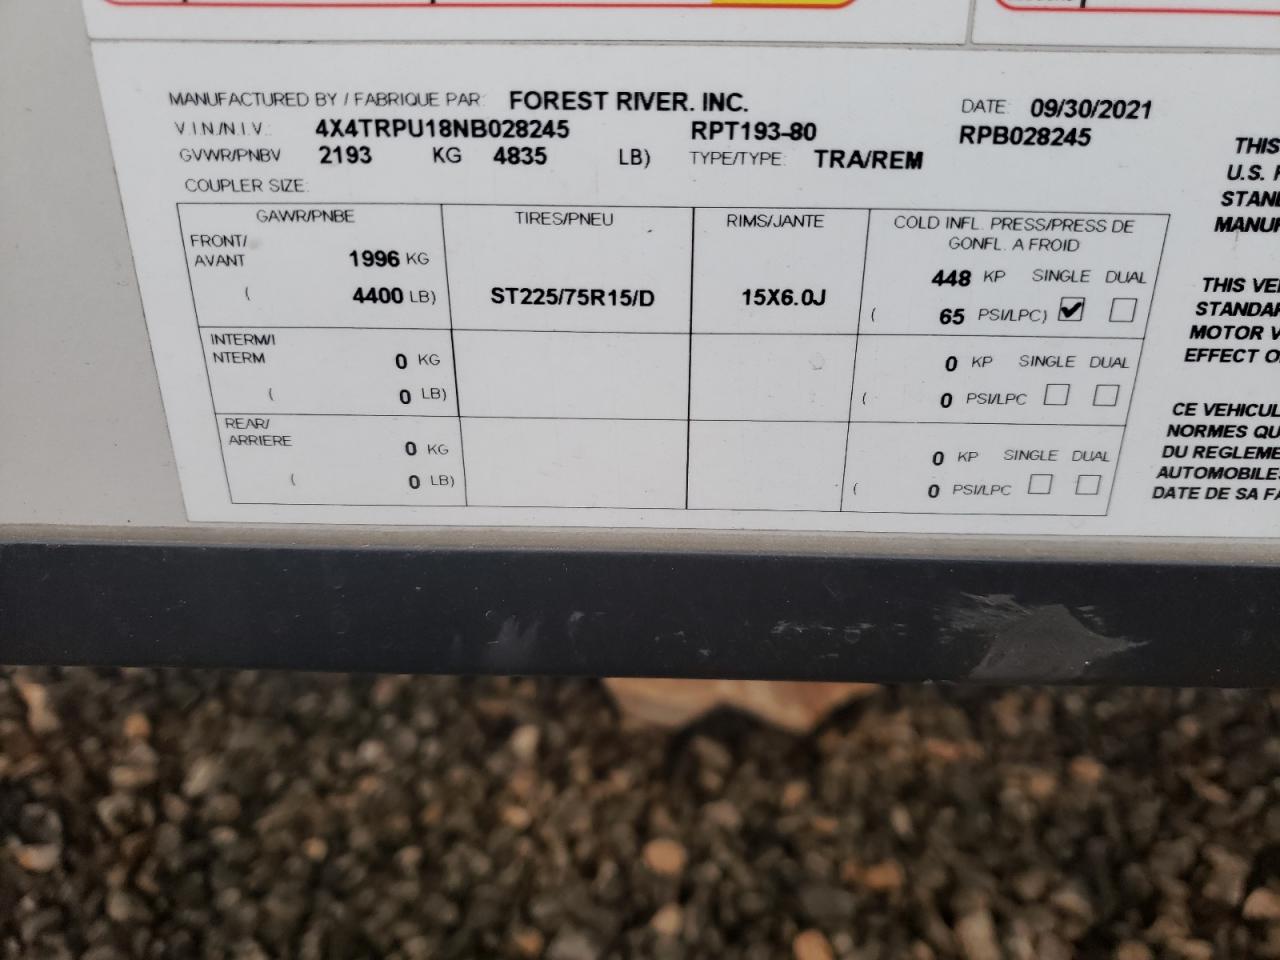 MANUFACTURED BY / FABRIQUE PAR: FOREST RIVER. INC. DATE: 09/30/2021
V.I.N./N.I.V.: 4X4TRPU18NB028245 RPT193-80 RPB028245
GVWR/PNBV 2193 KG 4835 LB) TYPE/TYPE: TRA/REM
COUPLER SIZE:
GAWR/PNBE TIRES/PNEU RIMS/JANTE COLD INFL. PRESS/PRESS DE GONFL. A FROID
FRONT/
AVANT 1996 KG 448 KP SINGLE DUAL
( 4400 LB) ST225/75R15/D 15X6.0J ( 65 PSI/LPC)
INTERM/I
NTERM 0 KG 0 KP SINGLE DUAL
( 0 LB) ( 0 PSI/LPC
REAR/
ARRIERE 0 KG 0 KP SINGLE DUAL
( 0 LB) ( 0 PSI/LPC
THIS
U.S.
STAN
MANUF
THIS VE
STANDAR
MOTOR V
EFFECT O
CE VEHICUL
NORMES QU
DU REGLEME
AUTOMOBILES
DATE DE SA FA